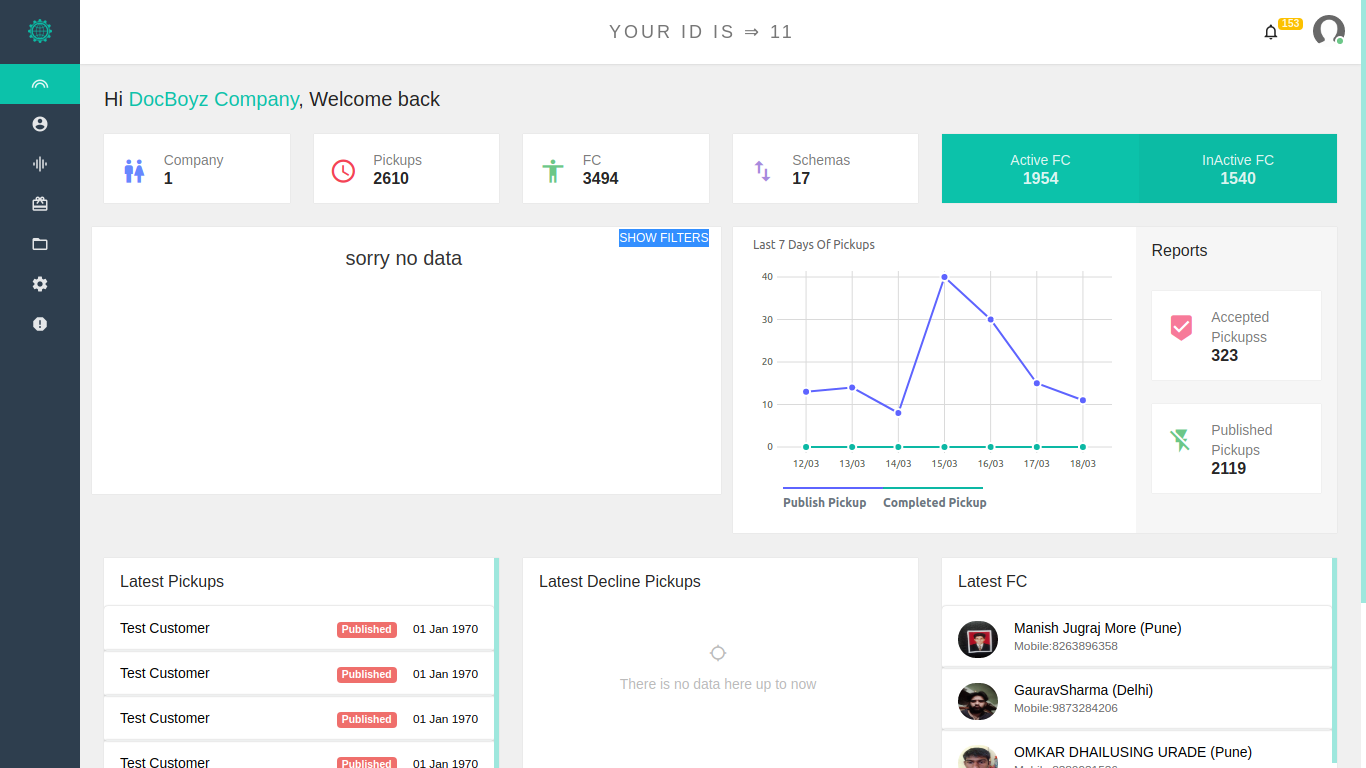 YOUR ID IS ⇒ 11
153
Hi DocBoyz Company, Welcome back
Company
1
Pickups
2610
FC
3494
Schemas
17
Active FC
1954
InActive FC
1540
SHOW FILTERS
sorry no data
Last 7 Days Of Pickups
40
30
20
10
0
12/03 13/03 14/03 15/03 16/03 17/03 18/03
Publish Pickup Completed Pickup
Reports
Accepted
Pickupss
323
Published
Pickups
2119
Latest Pickups
Test Customer Published 01 Jan 1970
Test Customer Published 01 Jan 1970
Test Customer Published 01 Jan 1970
Test Customer Published 01 Jan 1970
Latest Decline Pickups
There is no data here up to now
Latest FC
Manish Jugraj More (Pune)
Mobile:8263896358
GauravSharma (Delhi)
Mobile:9873284206
OMKAR DHAILUSING URADE (Pune)